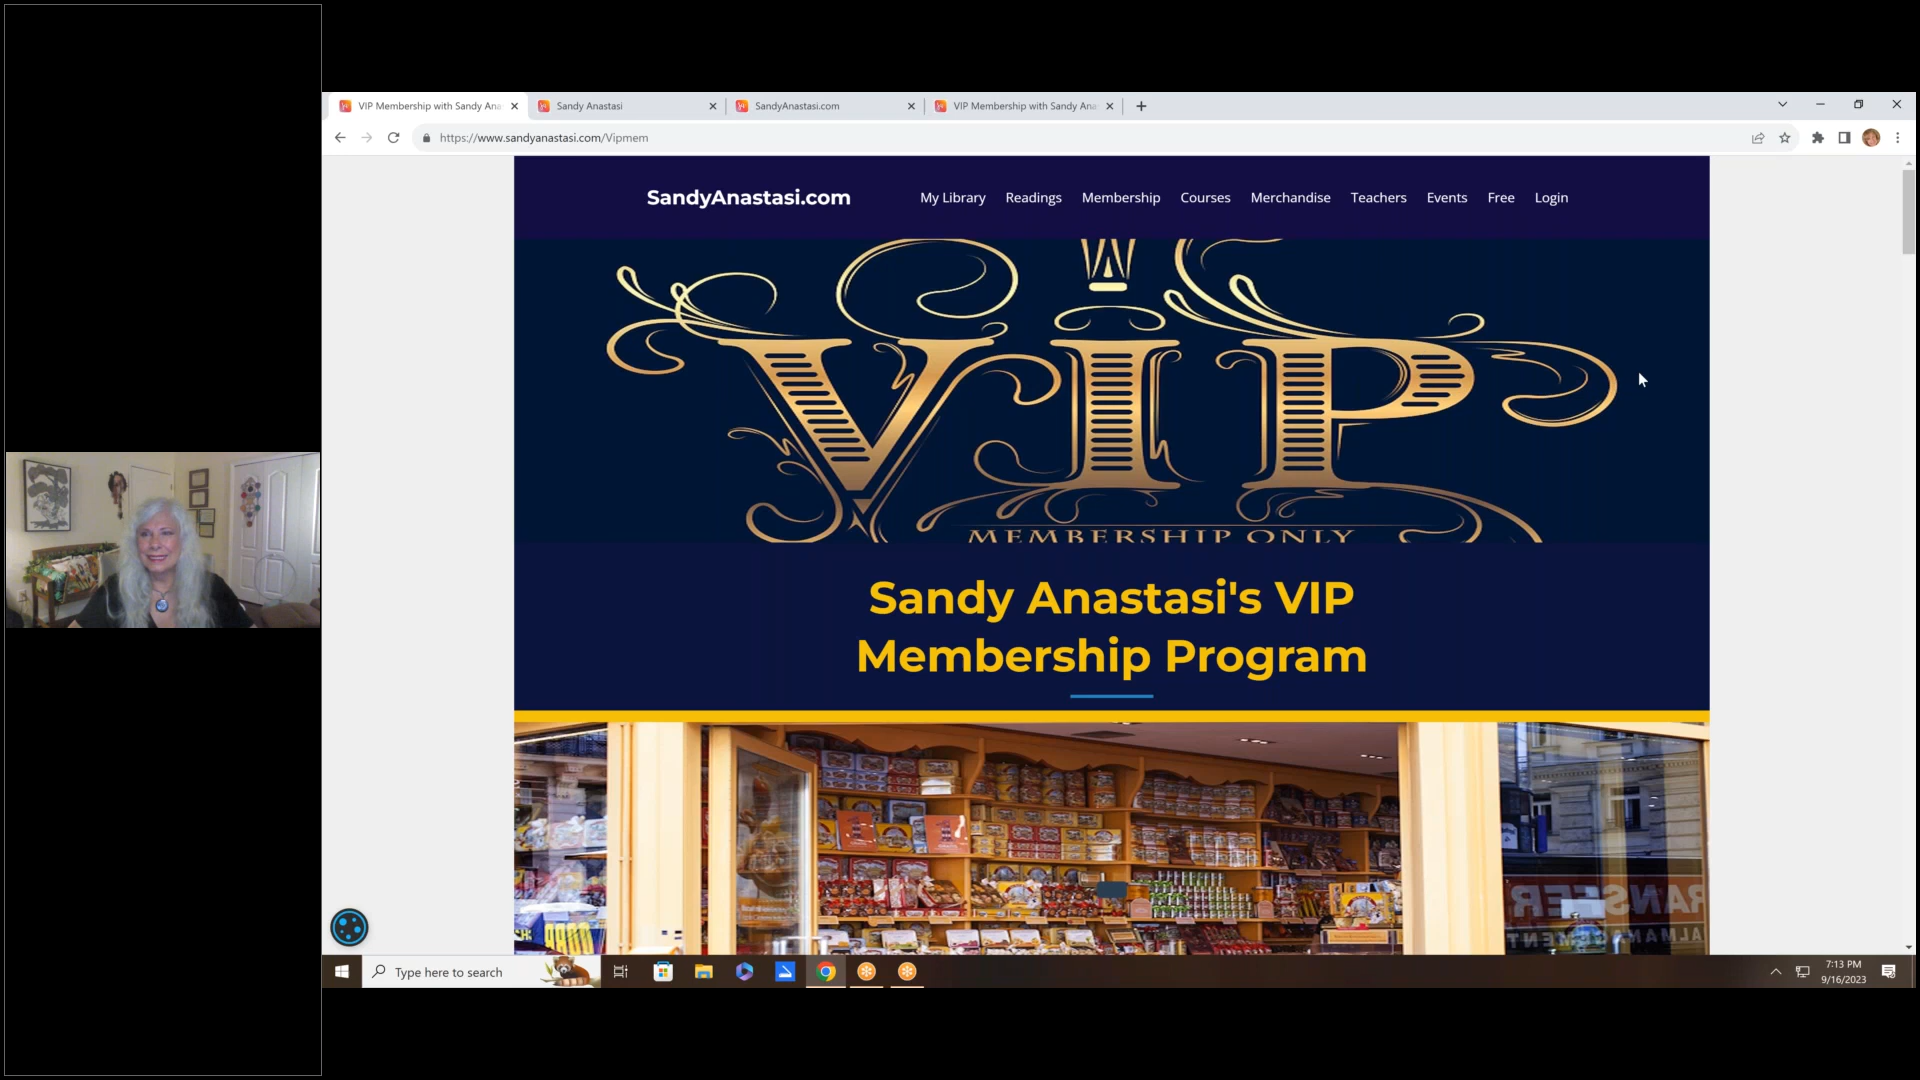 VIP Membership with Sandy Ana
Sandy Anastasi
SandyAnastasi.com
VIP Membership with Sandy Ana
https://www.sandyanastasi.com/Vipmem
SandyAnastasi.com
My Library
Readings
Membership
Courses
Merchandise
Teachers
Events
Free
Login
VIP
MEMBERSHIP ONLY
Sandy Anastasi's VIP
Membership Program
Type here to search
7:13 PM
9/16/2023